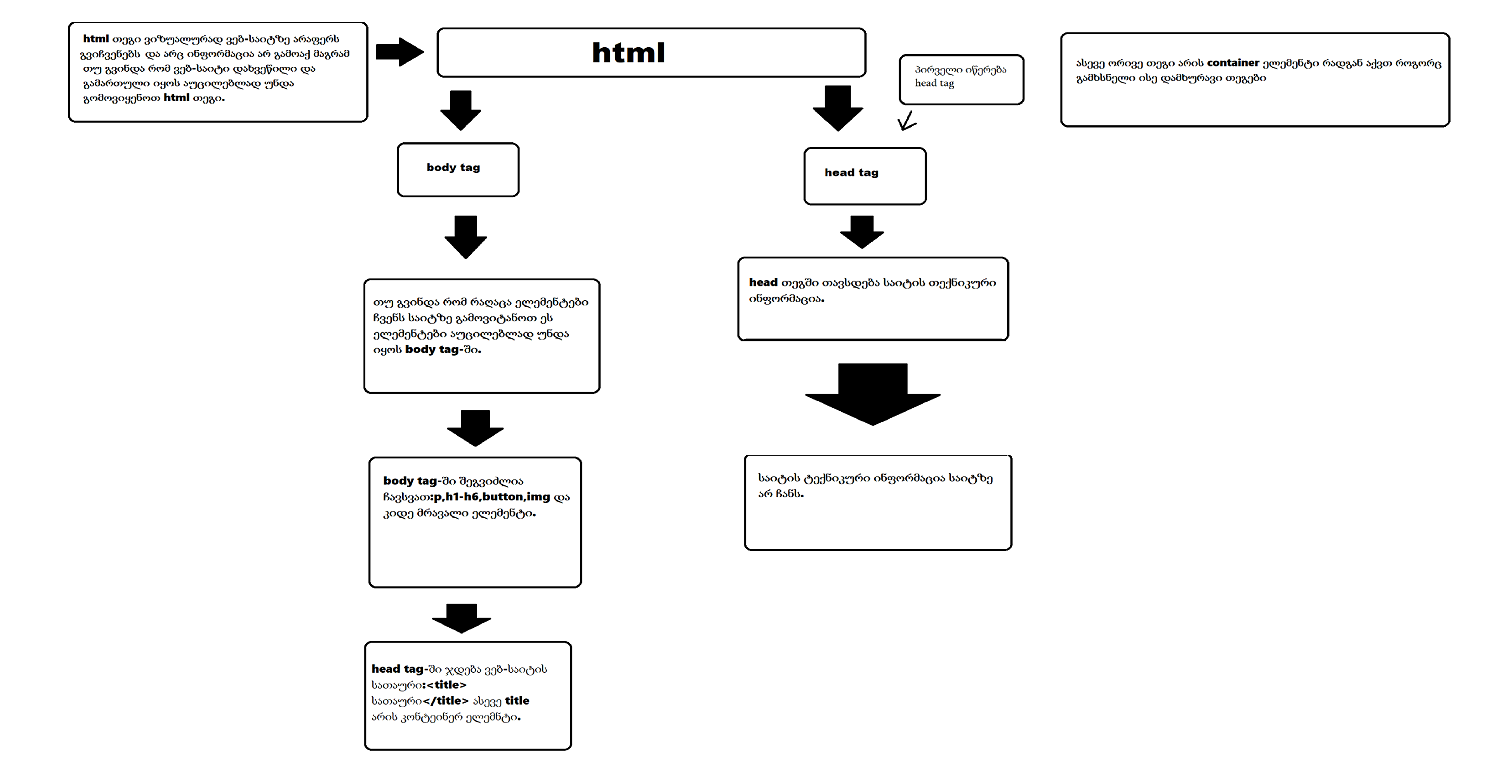 html თეგი ვიზუალურად ვებ-საიტზე არაფერს
გვიჩვენებს და არც ინფორმაცია არ გამოაქ მაგრამ
თუ გვინდა რომ ვებ-საიტი დახვეწილი და
გამართული იყოს აუცილებლად უნდა
გომოვიყენოთ html თეგი.
html
პირველი იწერება
head tag
ასევე ორივე თეგი არის container ელემენტი რადგან აქვთ როგორც
გამხსნელი ისე დამხურავი თეგები
body tag
head tag
თუ გვინდა რომ რაღაცა ელემენტები
ჩვენს საიტზე გამოვიტანოთ ეს
ელემენტები აუცილებლად უნდა
იყოს body tag-ში.
head თეგში თავსდება საიტის თექნიკური
ინფორმაცია.
body tag-ში შეგვიძლია
ჩავსვათ:p,h1-h6,button,img და
კიდე მრავალი ელემენტი.
საიტის ტექნიკური ინფორმაცია საიტზე
არ ჩანს.
head tag-ში ჯდება ვებ-საიტის
სათაური:<title>
სათაური</title> ასევე title
არის კონტეინერ ელემნტი.